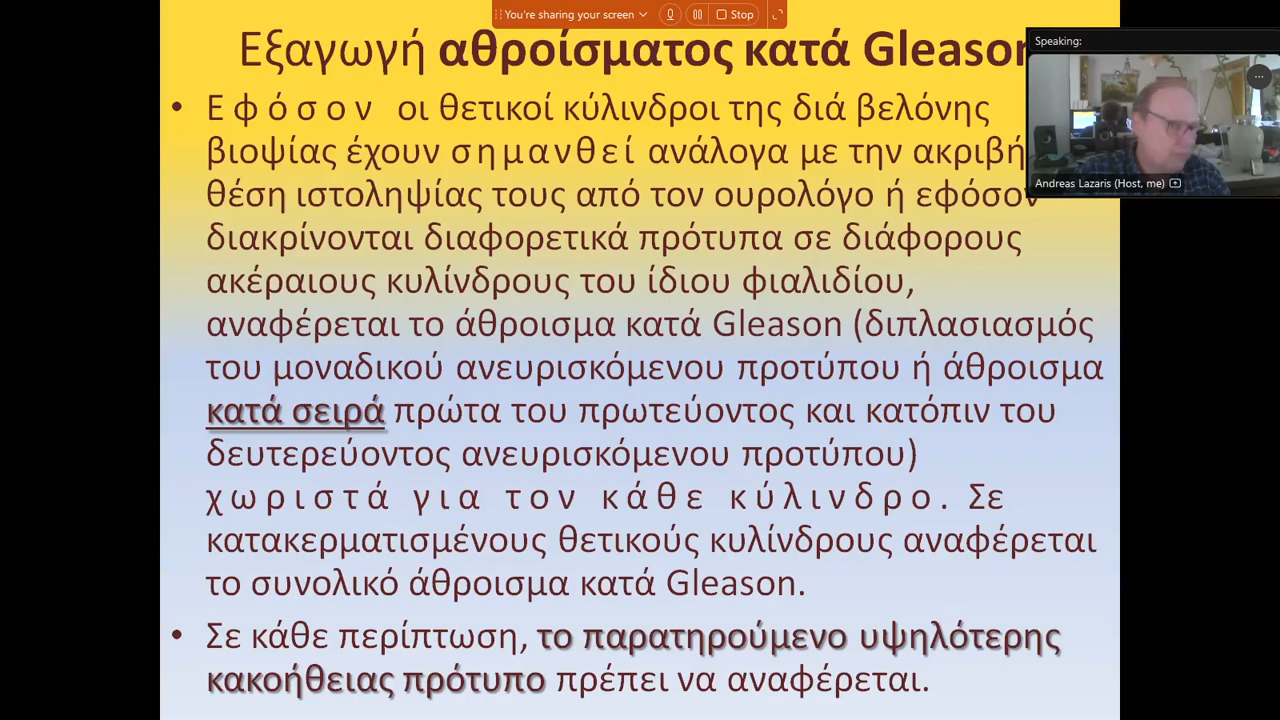 You're sharing your screen
Stop
Εξαγωγή αθροίσματος κατά Gleason
Speaking:
Andreas Lazaris (Host, me)
• Εφόσον οι θετικοί κύλινδροι της διά βελόνης
βιοψίας έχουν σημανθεί ανάλογα με την ακριβή
θέση ιστοληψίας τους από τον ουρολόγο ή εφόσον
διακρίνονται διαφορετικά πρότυπα σε διάφορους
ακέραιους κυλίνδρους του ίδιου φιαλιδίου,
αναφέρεται το άθροισμα κατά Gleason (διπλασιασμός
του μοναδικού ανευρισκόμενου προτύπου ή άθροισμα
κατά σειρά πρώτα του πρωτεύοντος και κατόπιν του
δευτερεύοντος ανευρισκόμενου προτύπου)
χωριστά για τον κάθε κύλινδρο. Σε
κατακερματισμένους θετικούς κυλίνδρους αναφέρεται
το συνολικό άθροισμα κατά Gleason.
• Σε κάθε περίπτωση, το παρατηρούμενο υψηλότερης
κακοήθειας πρότυπο πρέπει να αναφέρεται.